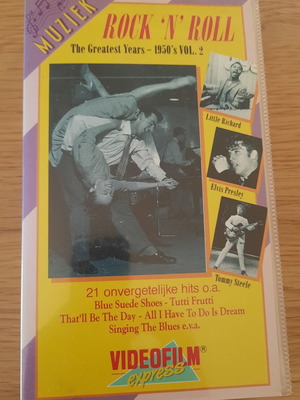 MUZIEK
ROCK 'N' ROLL
The Greatest Years - 1950's VOL. 2
Little Richard
Elvis Presley
Tommy Steele
21 onvergetelijke hits o.a.
Blue Suede Shoes - Tutti Frutti
That'll Be The Day - All I Have To Do Is Dream
Singing The Blues e.v.a.
VIDEOFILM®
express